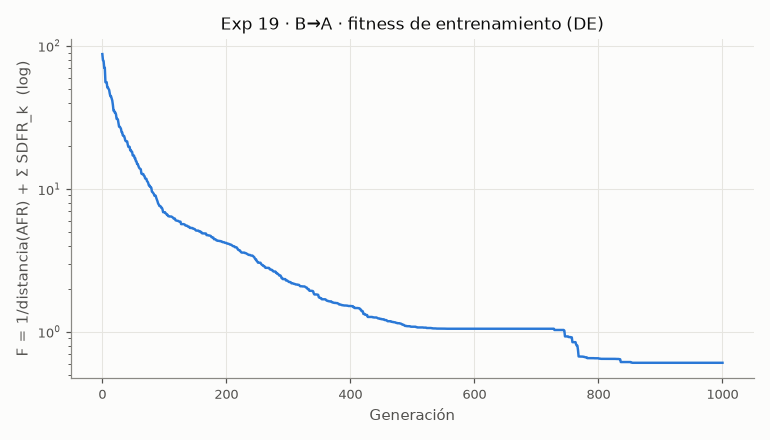 Exp 19 · B→A · fitness de entrenamiento (DE)
F = 1/distancia(AFR) + Σ SDFR_k (log)
10²
10¹
10⁰
0 200 400 600 800 1000
Generación